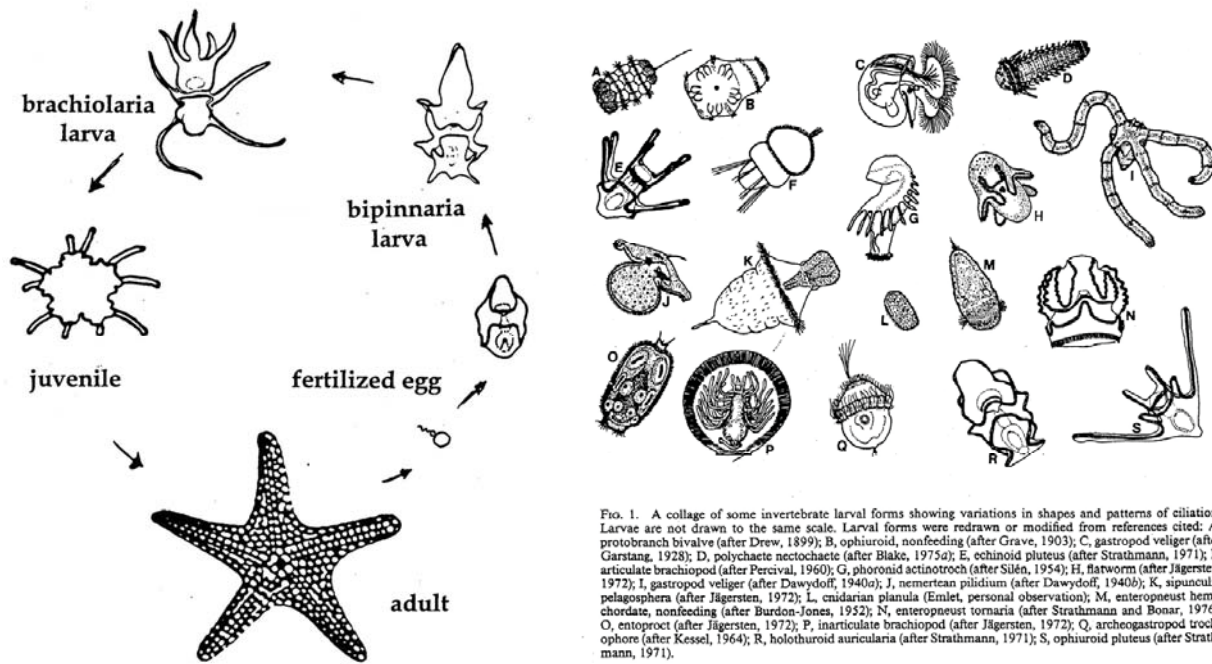 brachiolaria
larva
bipinnaria
larva
juvenile
fertilized egg
adult
A
B
C
D
E
F
G
H
I
J
K
L
M
N
O
P
Q
R
S
FIG. 1. A collage of some invertebrate larval forms showing variations in shapes and patterns of ciliation
Larvae are not drawn to the same scale. Larval forms were redrawn or modified from references cited: A
protobranch bivalve (after Drew, 1899); B, ophiuroid, nonfeeding (after Grave, 1903); C, gastropod veliger (afte
Garstang, 1928); D, polychaete nectochaete (after Blake, 1975a); E, echinoid pluteus (after Strathmann, 1971);
articulate brachiopod (after Percival, 1960); G, phoronid actinotroch (after Silén, 1954); H, flatworm (after Jägerste
1972); I, gastropod veliger (after Dawydoff, 1940a); J, nemertean pilidium (after Dawydoff, 1940b); K, sipuncul
pelagosphera (after Jägersten, 1972); L, cnidarian planula (Emlet, personal observation); M, enteropneust hemi
chordate, nonfeeding (after Burdon-Jones, 1952); N, enteropneust tornaria (after Strathmann and Bonar, 1976
O, entoproct (after Jägersten, 1972); P, inarticulate brachiopod (after Jägersten, 1972); Q, archeogastropod troch
ophore (after Kessel, 1964); R, holothuroid auricularia (after Strathmann, 1971); S, ophiuroid pluteus (after Strath
mann, 1971).